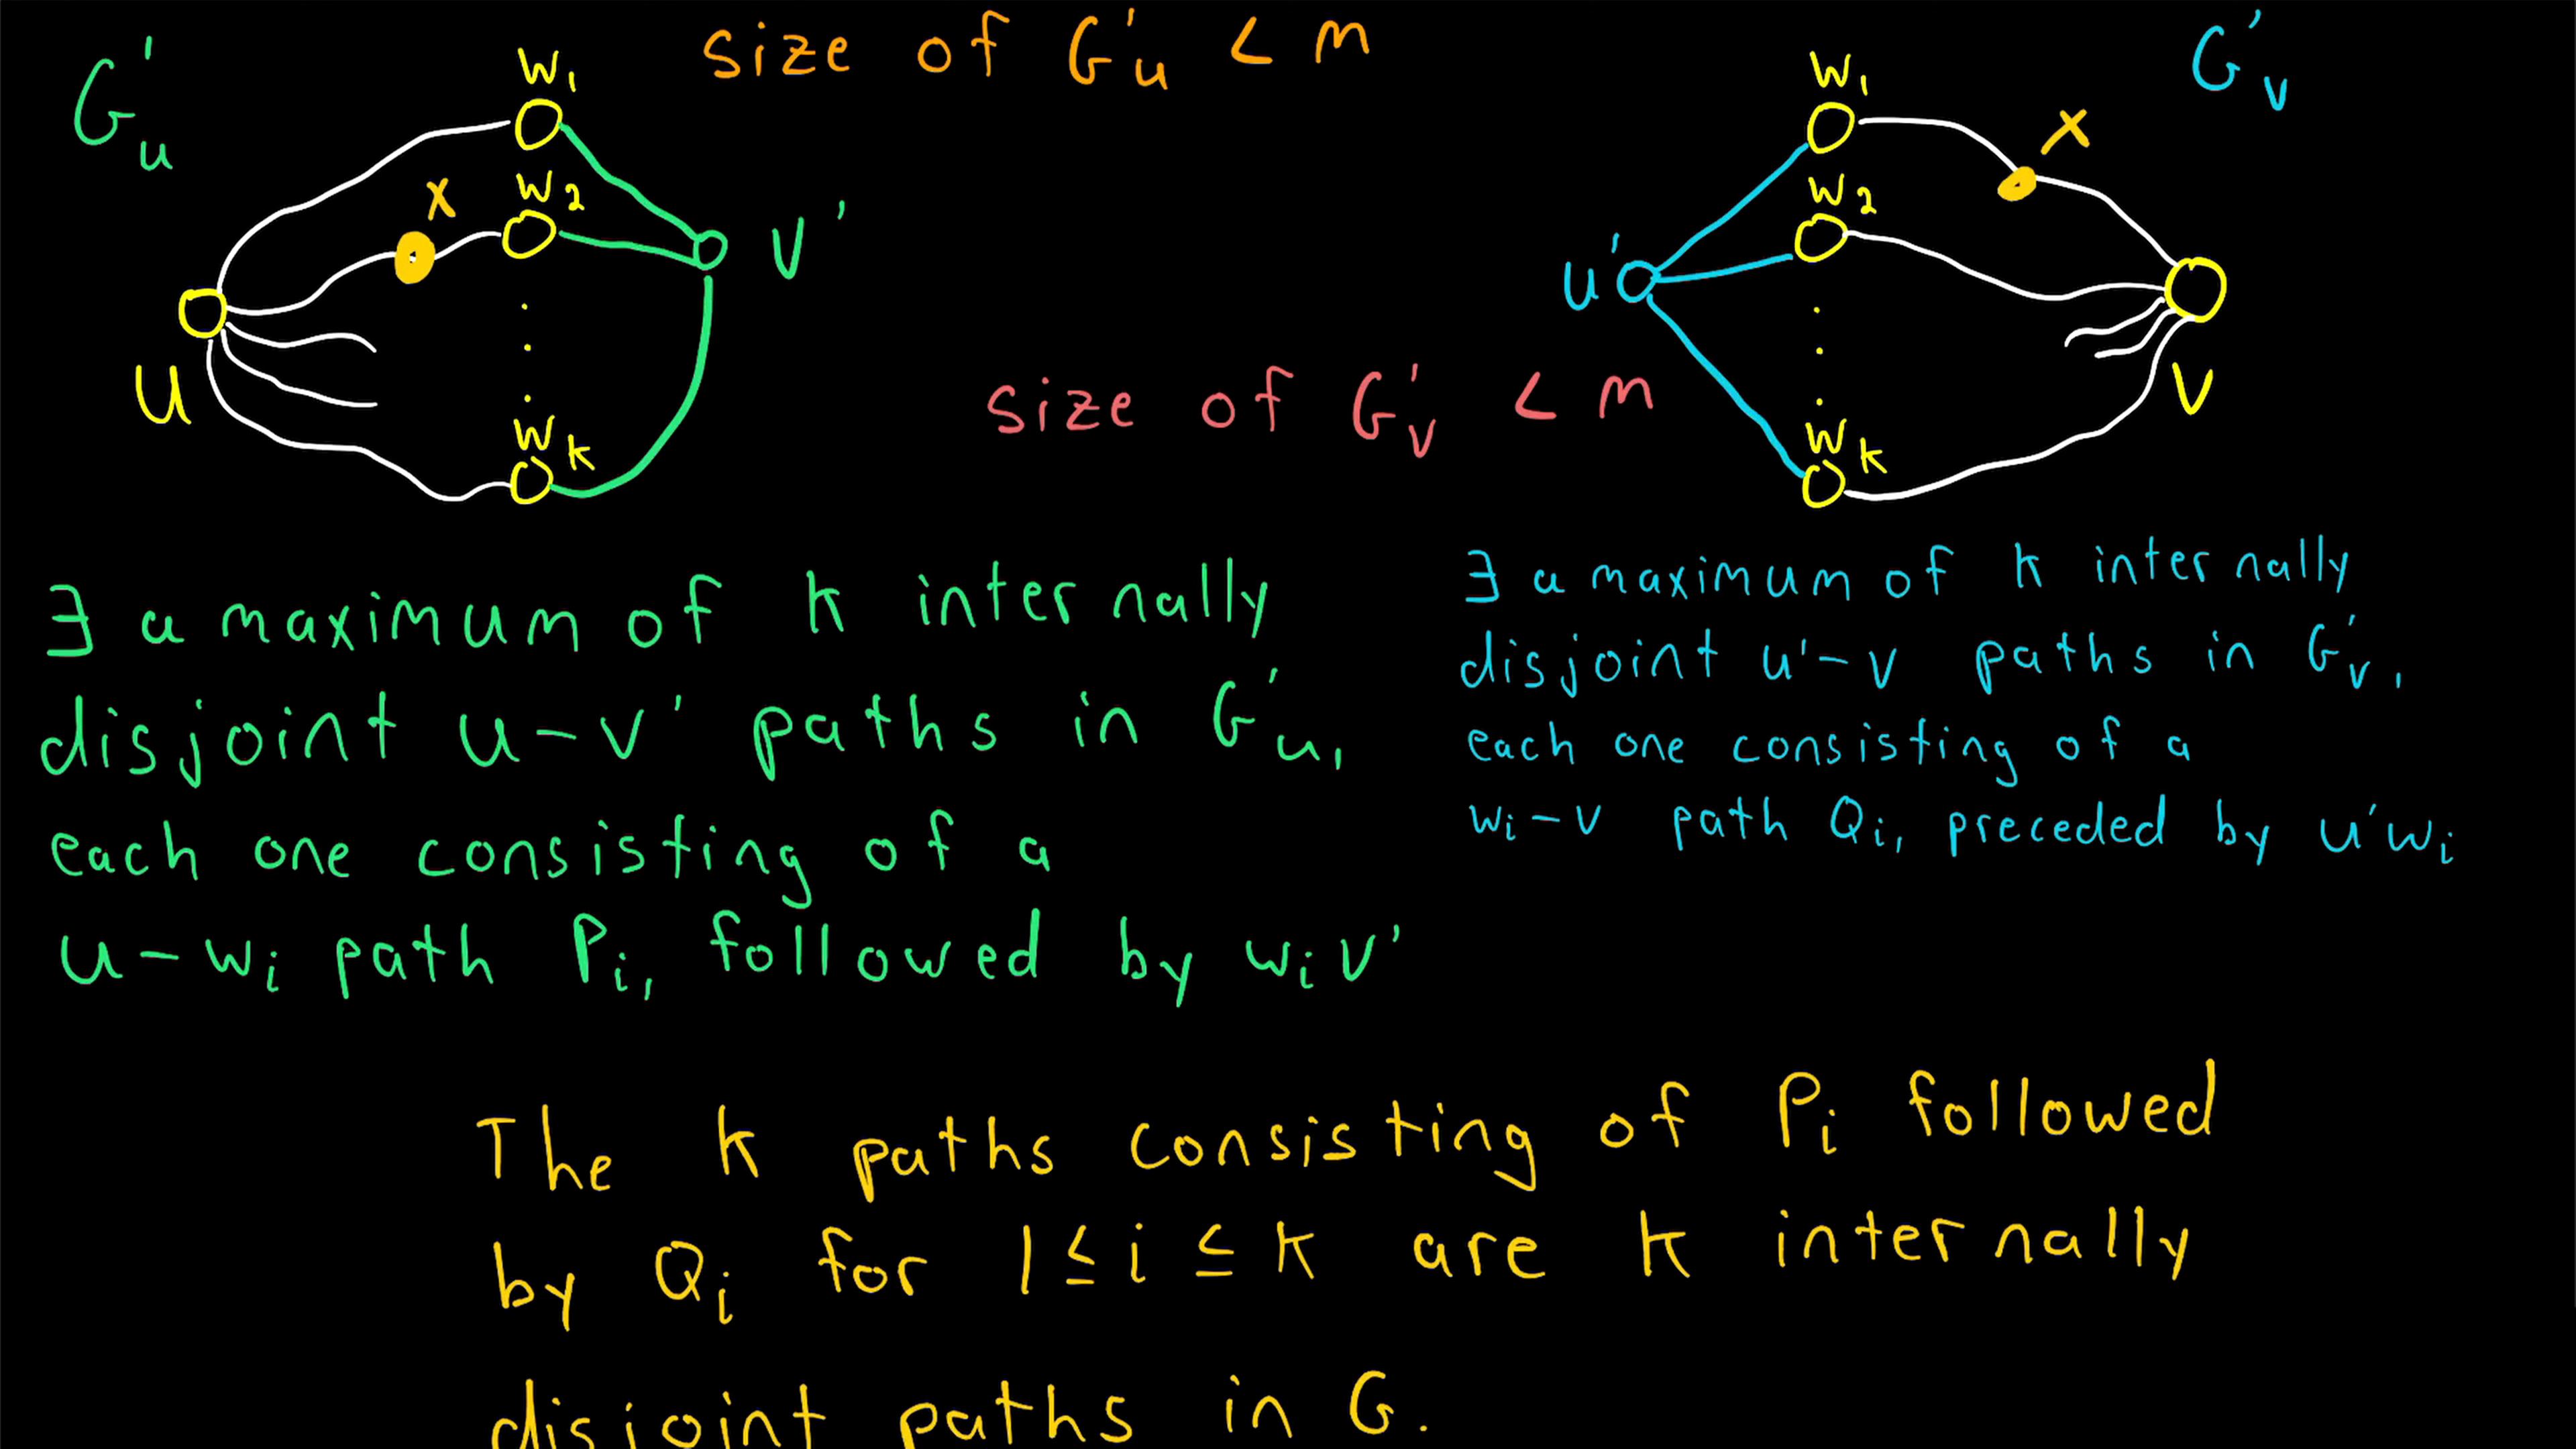 G'u
size of G'u < m
G'v
w1
w1
x
x
w2
w2
v'
u'
u
size of G'v < m
v
wk
wk
∃ a maximum of k internally
disjoint u-v' paths in G'u,
each one consisting of a
u-wi path Pi, followed by wiv'
∃ a maximum of k internally
disjoint u'-v paths in G'v,
each one consisting of a
wi-v path Qi, preceded by u'wi
The k paths consisting of Pi followed
by Qi for 1 ≤ i ≤ k are k internally
disjoint paths in G.